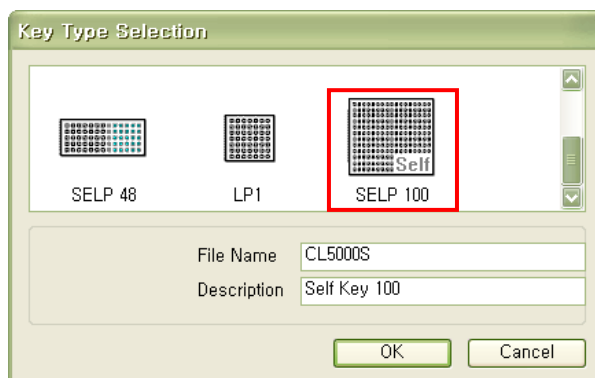 Key Type Selection
Self
SELP 48 LP1 SELP 100
File Name CL5000S
Description Self Key 100
OK Cancel